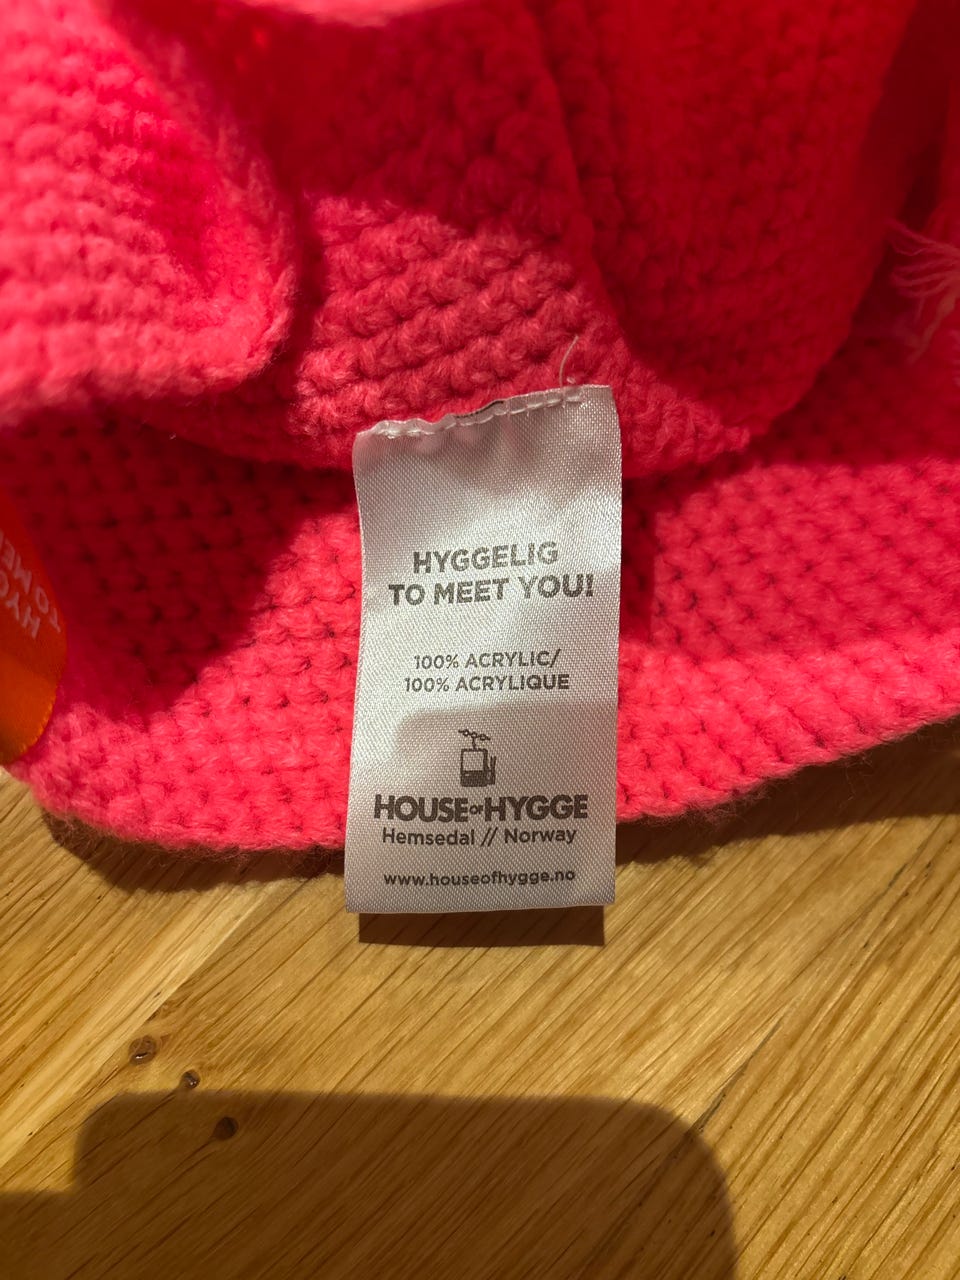 HYGGELIG
TO MEET YOU!
100% ACRYLIC/
100% ACRYLIQUE
HOUSE of HYGGE
Hemsedal // Norway
www.houseofhygge.no